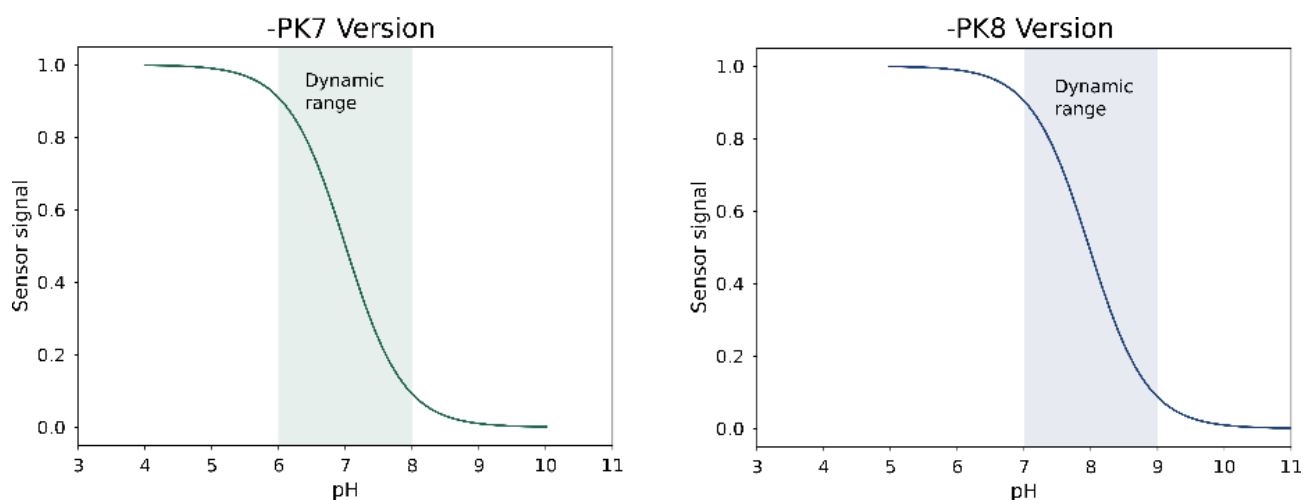 -PK7 Version
Sensor signal
1.0
0.8
0.6
0.4
0.2
0.0
Dynamic
range
3 4 5 6 7 8 9 10 11
pH
-PK8 Version
Sensor signal
1.0
0.8
0.6
0.4
0.2
0.0
Dynamic
range
3 4 5 6 7 8 9 10 11
pH